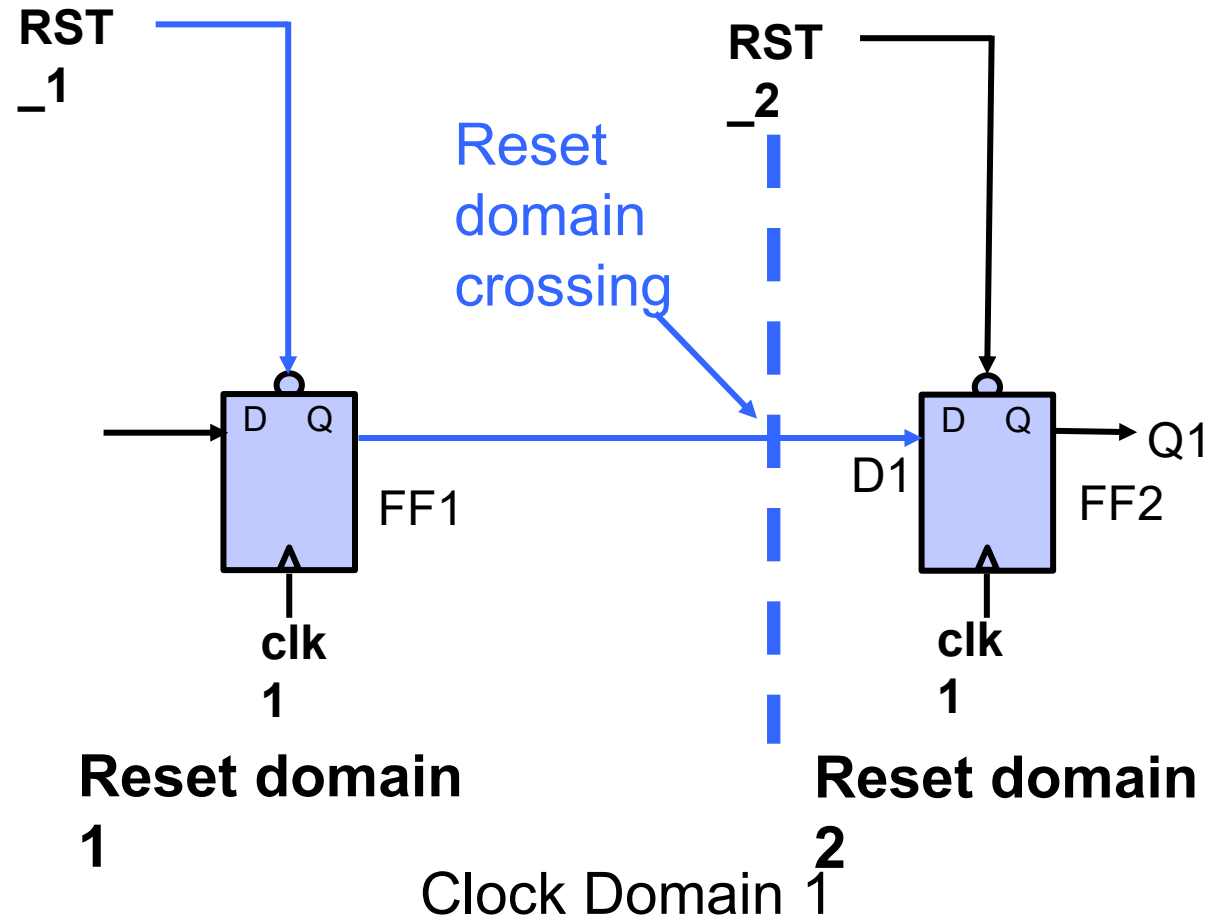 RST
_1
RST
_2
Reset
domain
crossing
D Q
FF1
clk
1
D1
D Q
Q1
FF2
clk
1
Reset domain
1
Reset domain
2
Clock Domain 1